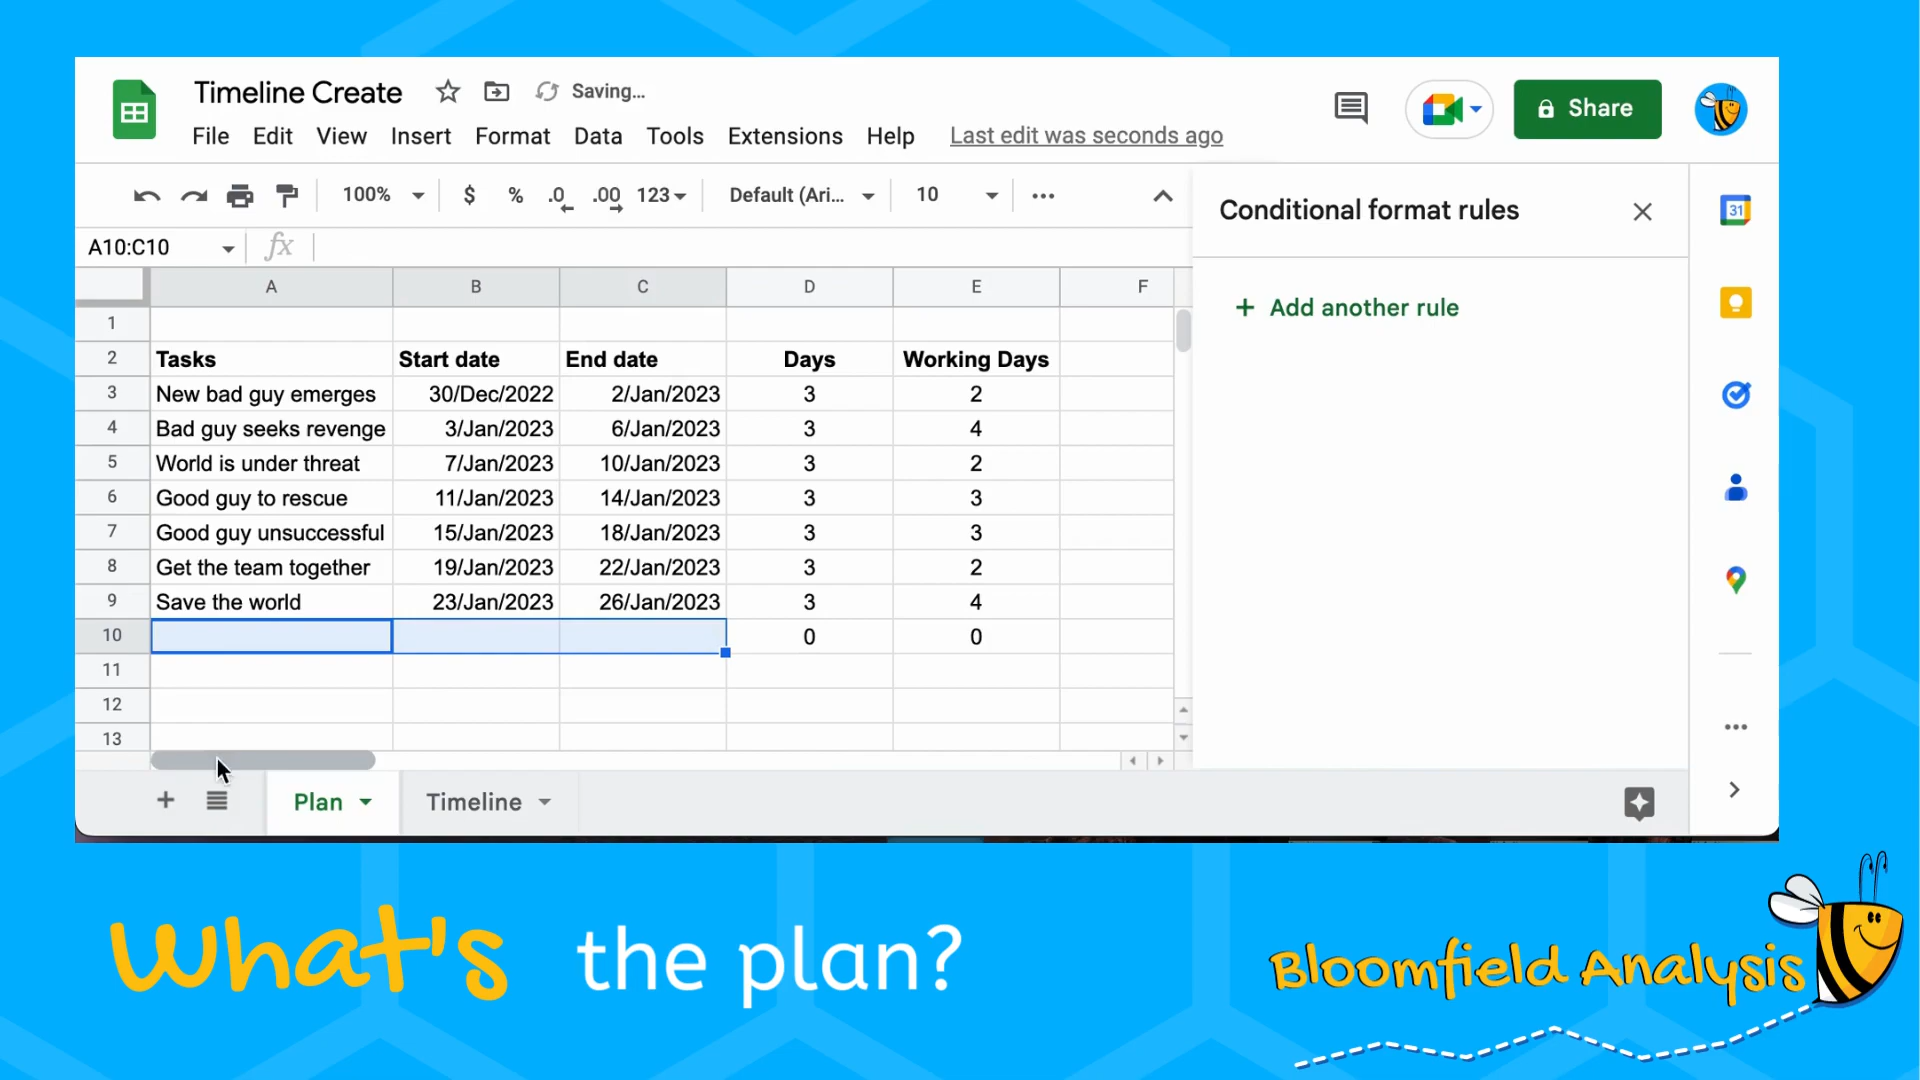 Timeline Create Saving...
File Edit View Insert Format Data Tools Extensions Help Last edit was seconds ago
Share
100% $ % .0 .00 123 Default (Ari... 10 ...
Conditional format rules
31
A10:C10 fx
+ Add another rule
A B C D E F
1
2 Tasks Start date End date Days Working Days
3 New bad guy emerges 30/Dec/2022 2/Jan/2023 3 2
4 Bad guy seeks revenge 3/Jan/2023 6/Jan/2023 3 4
5 World is under threat 7/Jan/2023 10/Jan/2023 3 2
6 Good guy to rescue 11/Jan/2023 14/Jan/2023 3 3
7 Good guy unsuccessful 15/Jan/2023 18/Jan/2023 3 3
8 Get the team together 19/Jan/2023 22/Jan/2023 3 2
9 Save the world 23/Jan/2023 26/Jan/2023 3 4
10 0 0
11
12
13
Plan Timeline
What's the plan?
Bloomfield Analysis